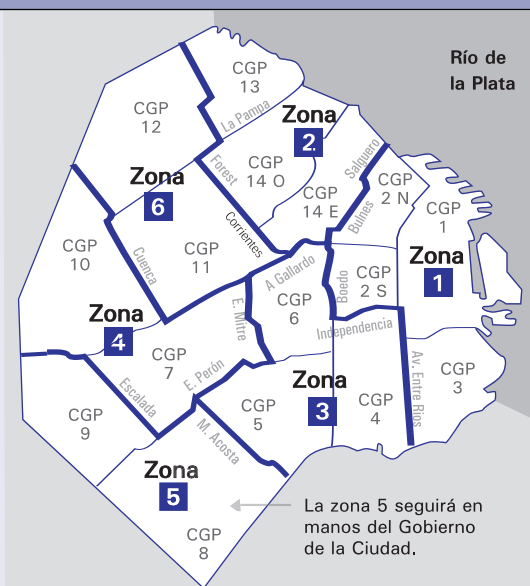 Río de
la Plata
CGP
13
CGP
12
La Pampa
Zona
2
Salguero
Zona
6
Forest
CGP
14 O
CGP
14 E
Bulnes
CGP
2 N
CGP
1
Corrientes
CGP
10
Cuenca
CGP
11
A Gallardo
Boedo
CGP
2 S
Zona
1
Zona
4
E. Mitre
CGP
6
Independencia
CGP
7
Escalada
E. Perón
Zona
3
Av. Entre Rios
CGP
3
CGP
9
CGP
5
CGP
4
M. Acosta
Zona
5
CGP
8
La zona 5 seguirá en
manos del Gobierno
de la Ciudad.